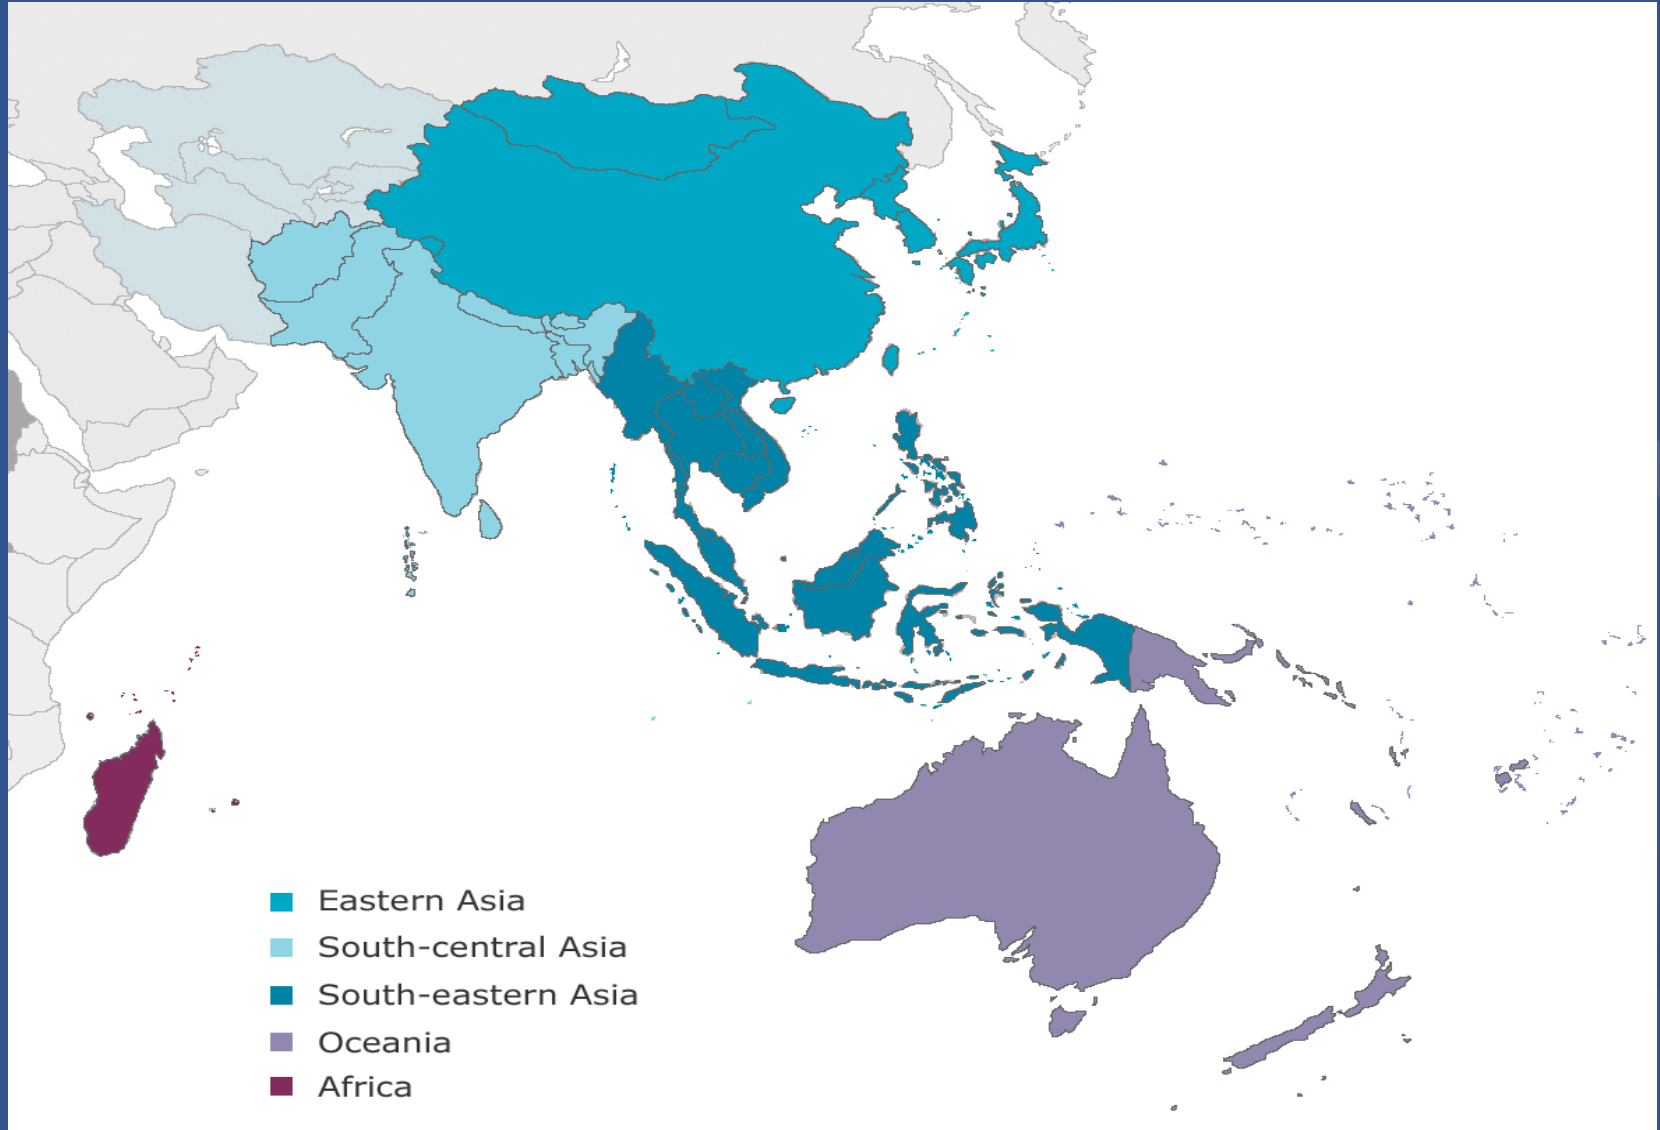 Eastern Asia
South-central Asia
South-eastern Asia
Oceania
Africa